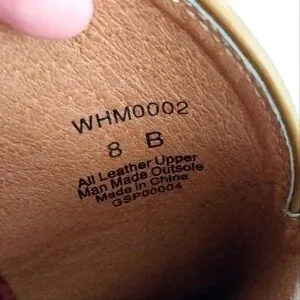 WHM0002
8 B
All Leather Upper
Man Made Outsole
Made in China
GSP00004